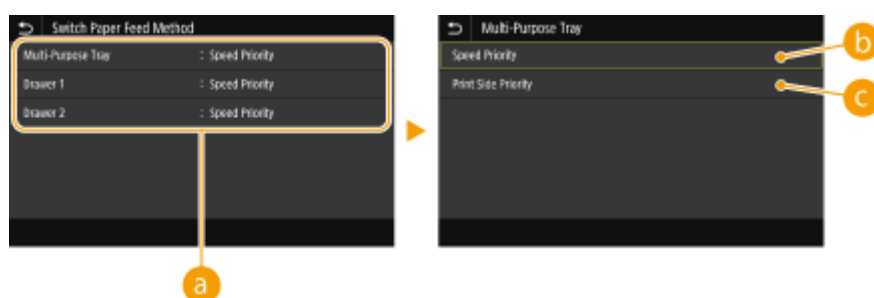 Switch Paper Feed Method
Multi-Purpose Tray : Speed Priority
Drawer 1 : Speed Priority
Drawer 2 : Speed Priority
a
Multi-Purpose Tray
Speed Priority
Print Side Priority
b
c